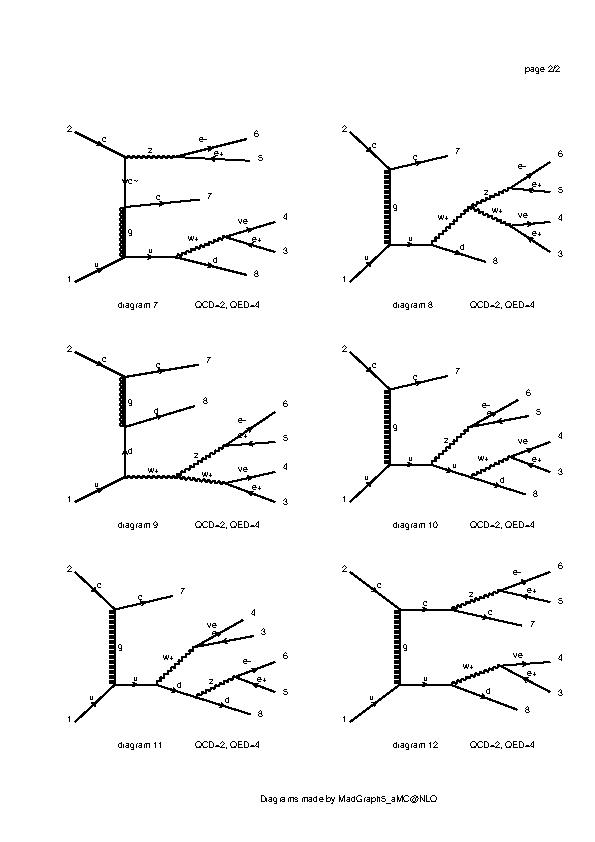 page 2/2
2 c z e- 6
e+ 5
c~
c 7
g
ve 4
w+ e+
u 3
u d
1 8
diagram 7 QCD=2, QED=4
2 c c 7
e- 6
z e+ 5
g
w+ ve 4
w+ e+
u d 3
1 u 8
diagram 8 QCD=2, QED=4
2 c c 7
g 8
d e- 6
e+ 5
d z
ve 4
w+ w+ e+
1 u 3
diagram 9 QCD=2, QED=4
2 c c 7
e- 6
e+ 5
g z
ve 4
u u w+ e+ 3
1 u d 8
diagram 10 QCD=2, QED=4
2 c c 7
ve 4
e+ 3
g w+
e- 6
u d z e+ 5
1 u d 8
diagram 11 QCD=2, QED=4
2 c e- 6
c z e+ 5
c 7
g
w+ ve 4
u e+ 3
1 u d 8
diagram 12 QCD=2, QED=4
Diagrams made by MadGraph5_aMC@NLO